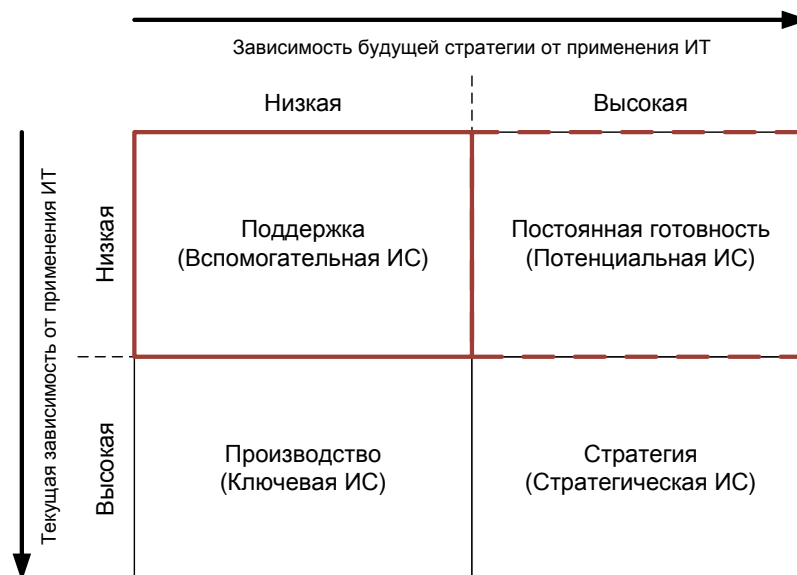 Зависимость будущей стратегии от применения ИТ
Низкая
Высокая
Текущая зависимость от применения ИТ
Низкая
Поддержка
(Вспомогательная ИС)
Постоянная готовность
(Потенциальная ИС)
Высокая
Производство
(Ключевая ИС)
Стратегия
(Стратегическая ИС)